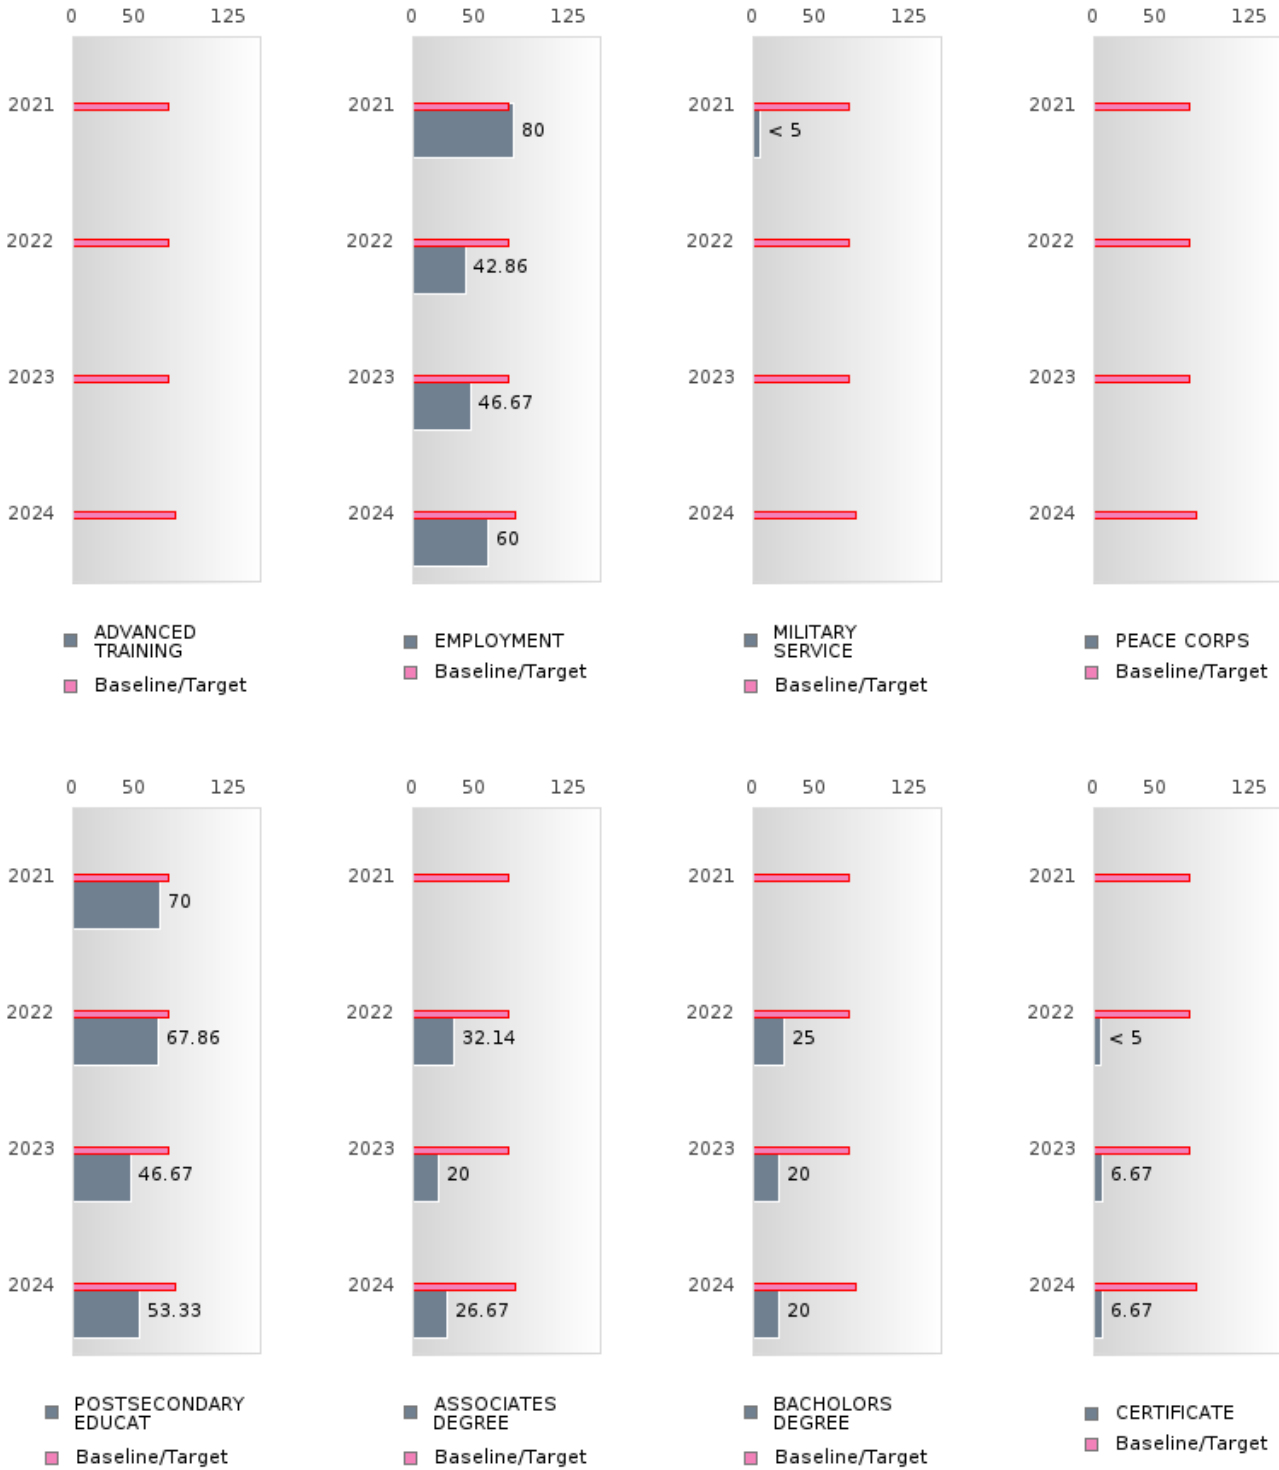 0 50 125
0 50 125
0 50 125
0 50 125
2021
2021
80
2021
< 5
2021
2022
2022
42.86
2022
2022
2023
2023
46.67
2023
2023
2024
2024
60
2024
2024
ADVANCED
TRAINING
Baseline/Target
EMPLOYMENT
Baseline/Target
MILITARY
SERVICE
Baseline/Target
PEACE CORPS
Baseline/Target
0 50 125
0 50 125
0 50 125
0 50 125
2021
70
2021
2021
2021
2022
67.86
2022
32.14
2022
25
2022
< 5
2023
46.67
2023
20
2023
20
2023
6.67
2024
53.33
2024
26.67
2024
20
2024
6.67
POSTSECONDARY
EDUCAT
Baseline/Target
ASSOCIATES
DEGREE
Baseline/Target
BACHOLORS
DEGREE
Baseline/Target
CERTIFICATE
Baseline/Target